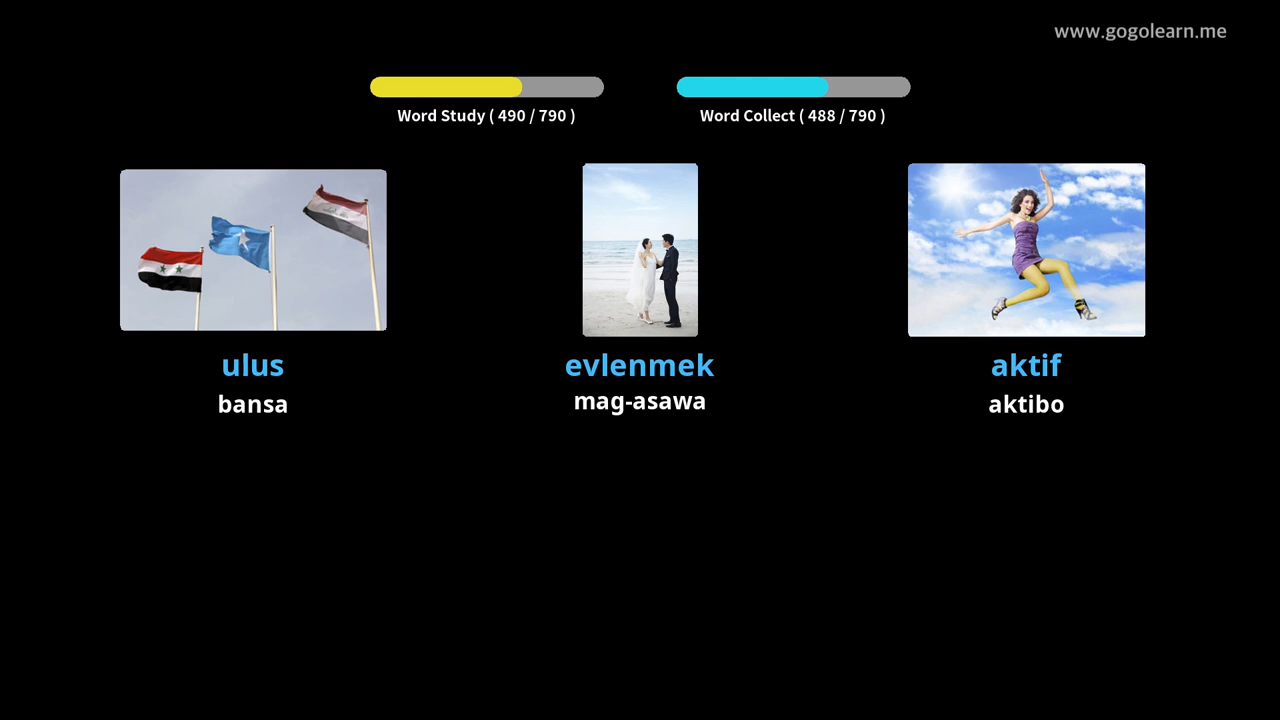 www.gogolearn.me
Word Study ( 490 / 790 )
Word Collect ( 488 / 790 )
ulus
bansa
evlenmek
mag-asawa
aktif
aktibo